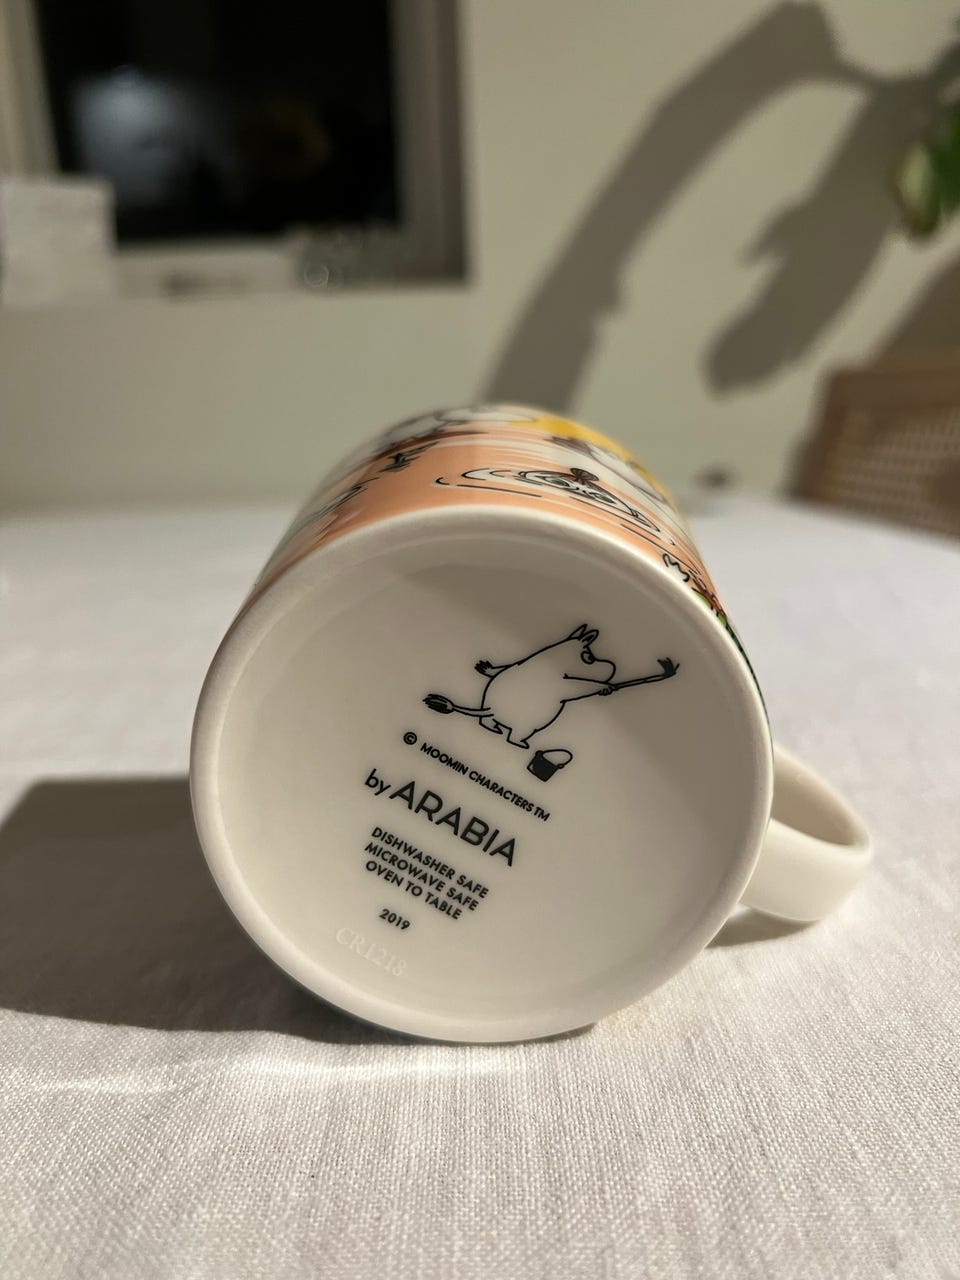 © MOOMIN CHARACTERS™
by ARABIA
DISHWASHER SAFE
MICROWAVE SAFE
OVEN TO TABLE
2019
CR1218